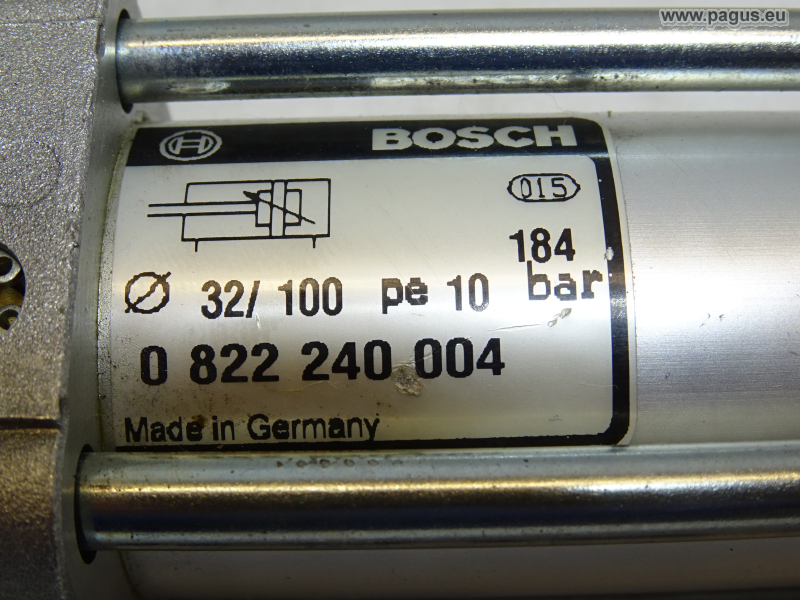 www.pagus.eu
BOSCH
015
184
Ø 32/ 100 pe 10 bar
0 822 240 004
Made in Germany